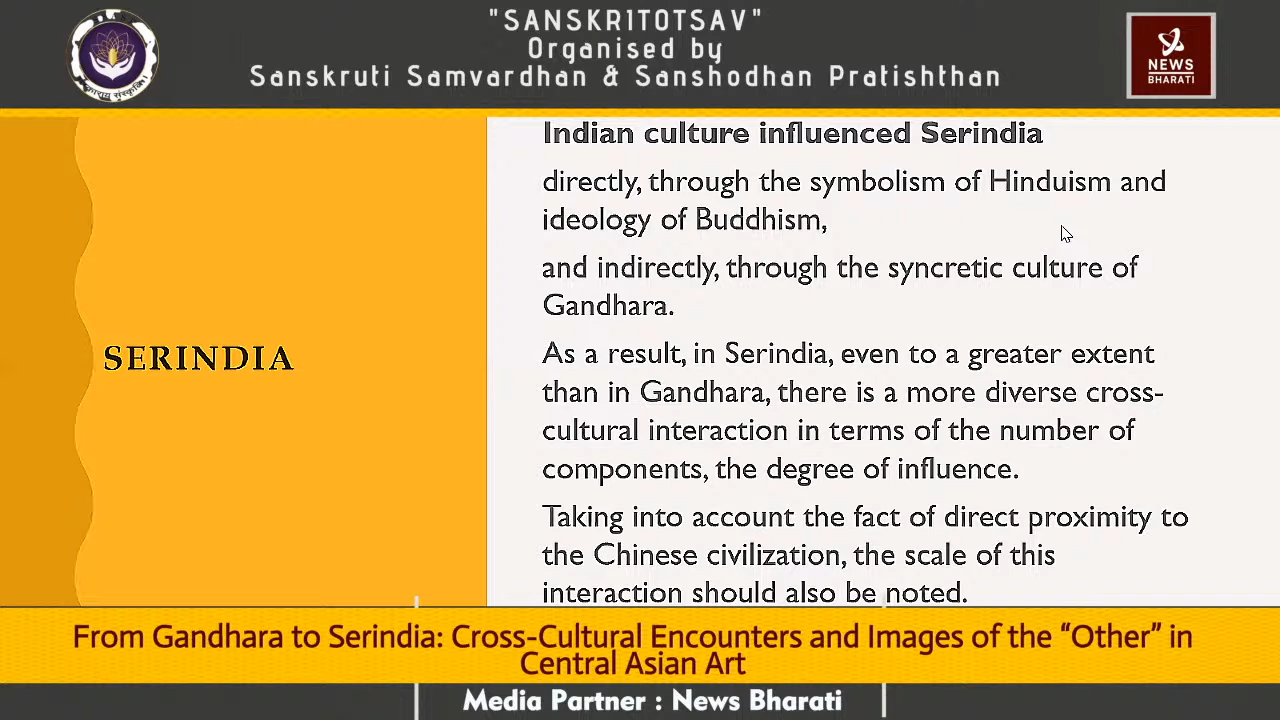 "SANSKRITOTSAV"
Organised by
Sanskruti Samvardhan & Sanshodhan Pratishthan
NEWS
BHARATI
Indian culture influenced Serindia
directly, through the symbolism of Hinduism and
ideology of Buddhism,
and indirectly, through the syncretic culture of
Gandhara.
SERINDIA
As a result, in Serindia, even to a greater extent
than in Gandhara, there is a more diverse cross-
cultural interaction in terms of the number of
components, the degree of influence.
Taking into account the fact of direct proximity to
the Chinese civilization, the scale of this
interaction should also be noted.
From Gandhara to Serindia: Cross-Cultural Encounters and Images of the “Other” in
Central Asian Art
Media Partner : News Bharati